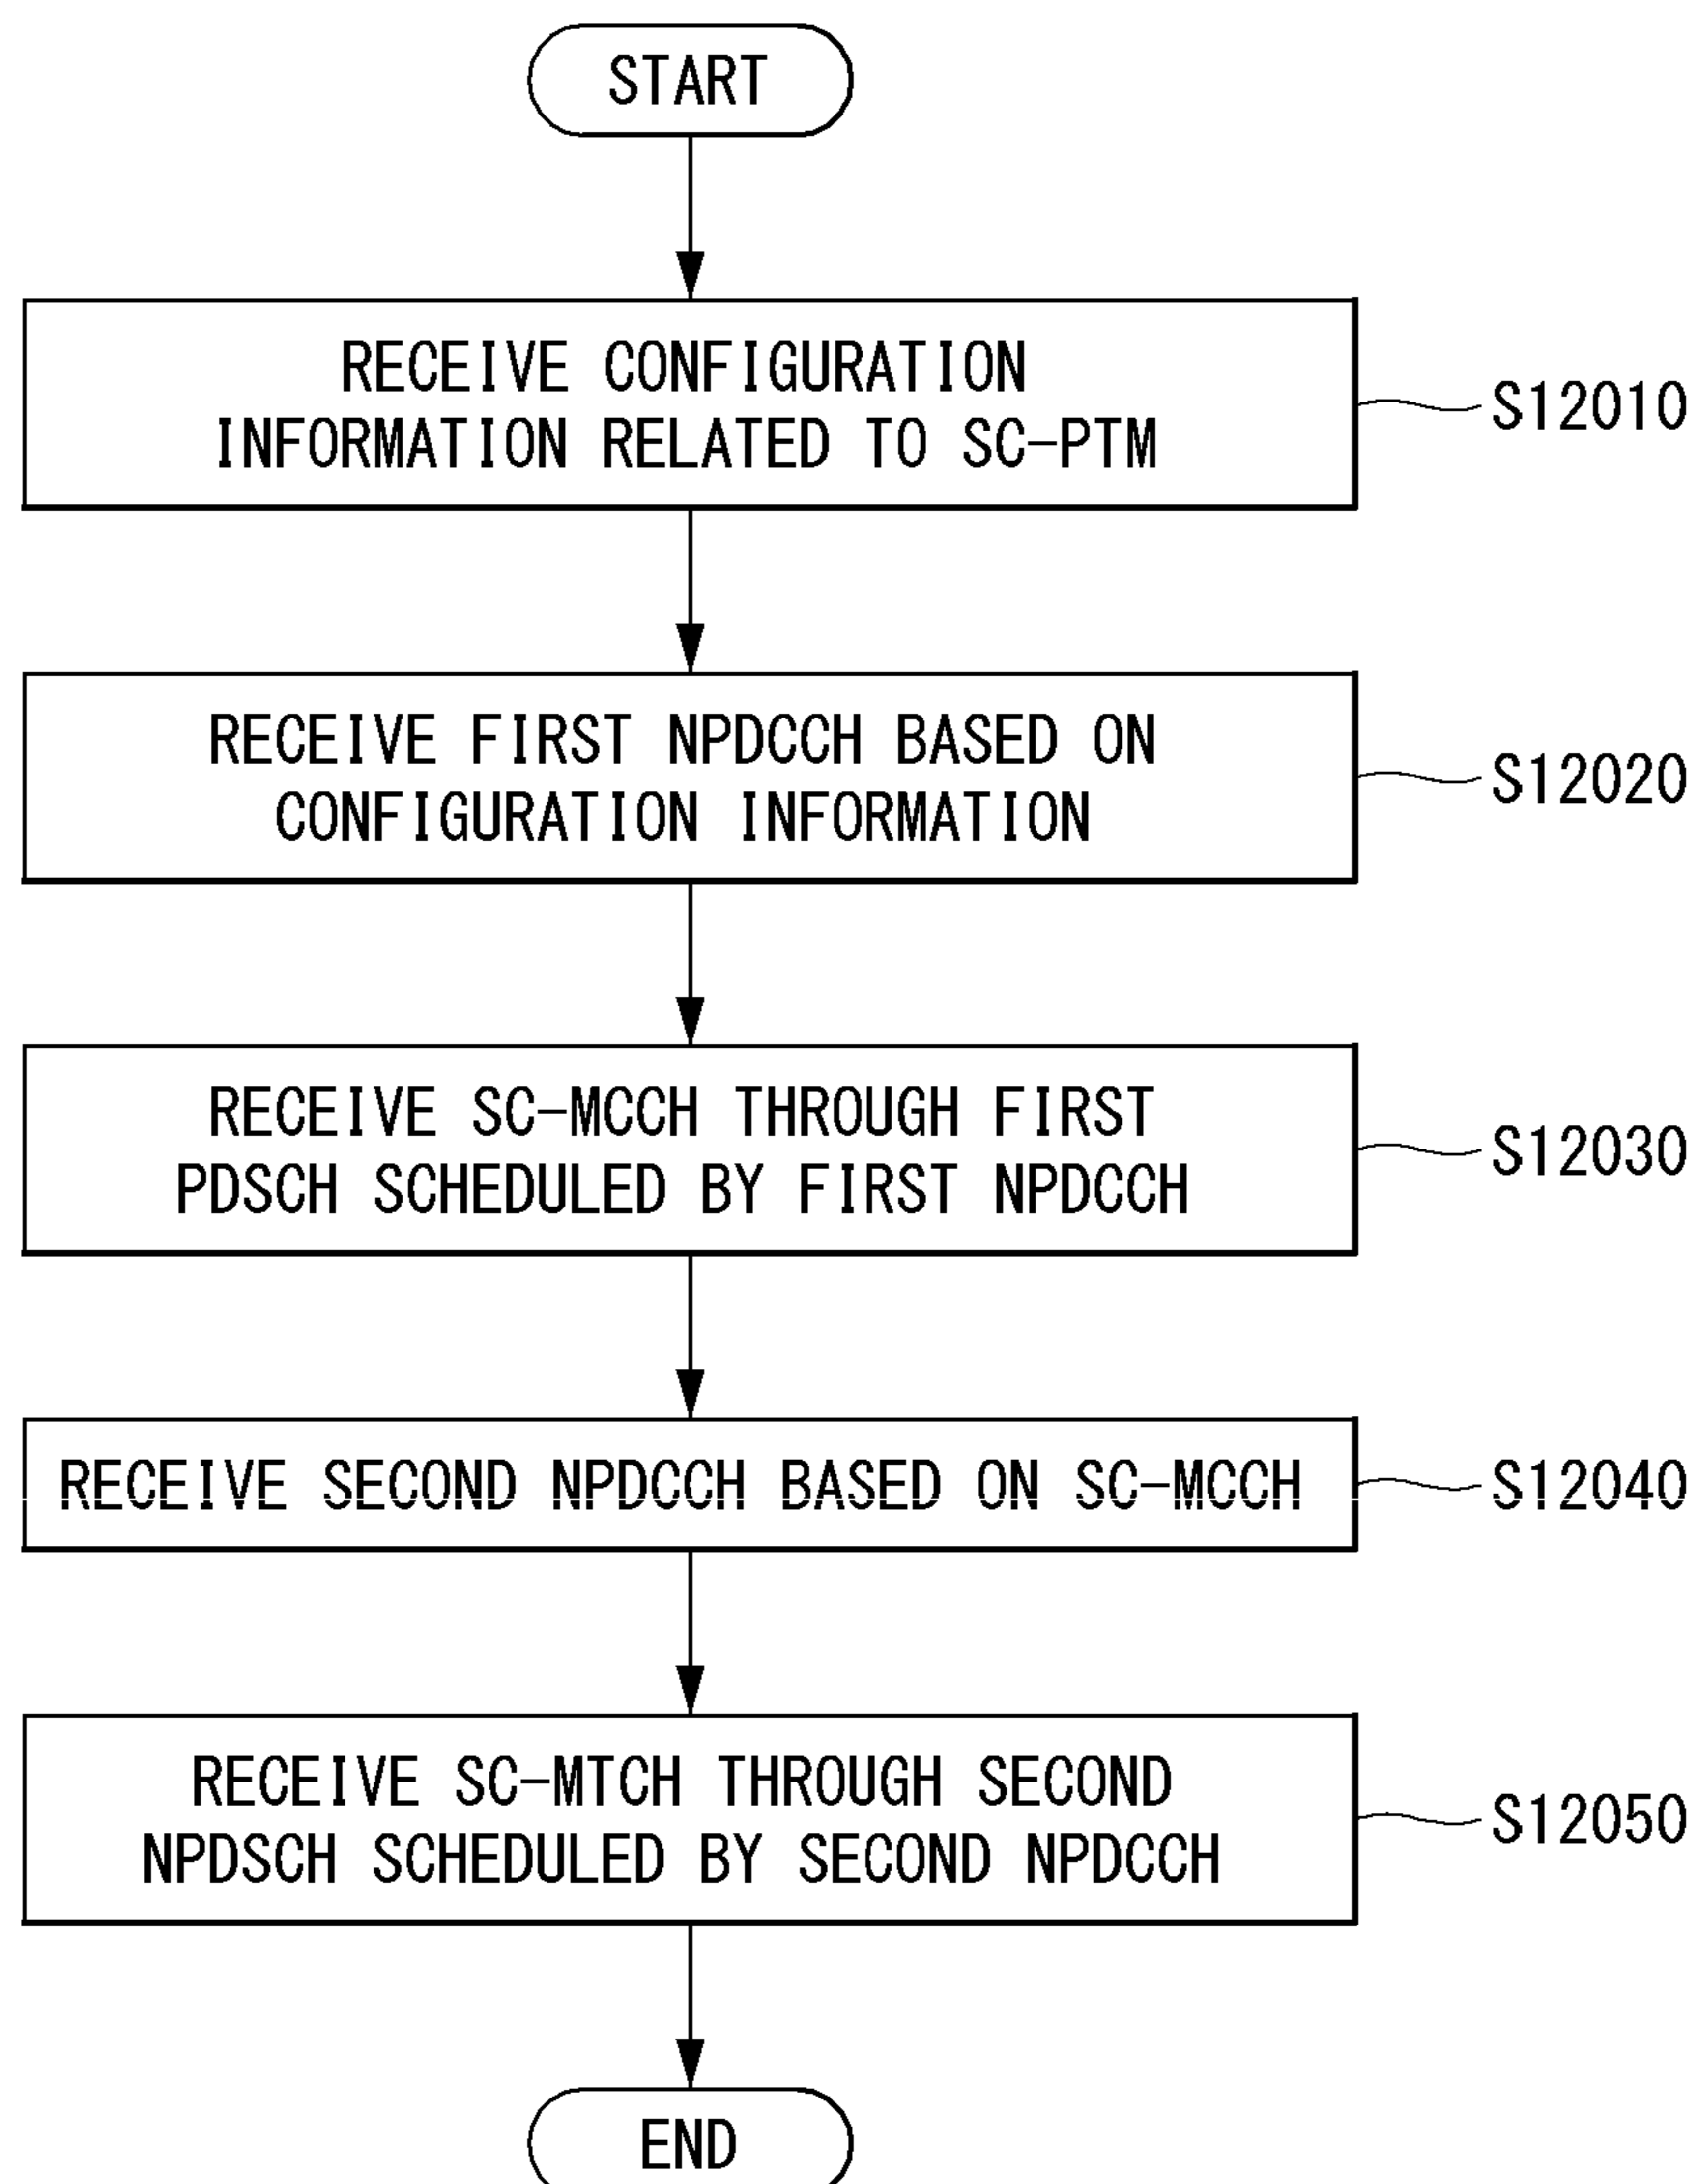 START
RECEIVE CONFIGURATION
INFORMATION RELATED TO SC-PTM
S12010
RECEIVE FIRST NPDCCH BASED ON
CONFIGURATION INFORMATION
S12020
RECEIVE SC-MCCH THROUGH FIRST
PDSCH SCHEDULED BY FIRST NPDCCH
S12030
RECEIVE SECOND NPDCCH BASED ON SC-MCCH
S12040
RECEIVE SC-MTCH THROUGH SECOND
NPDSCH SCHEDULED BY SECOND NPDCCH
S12050
END